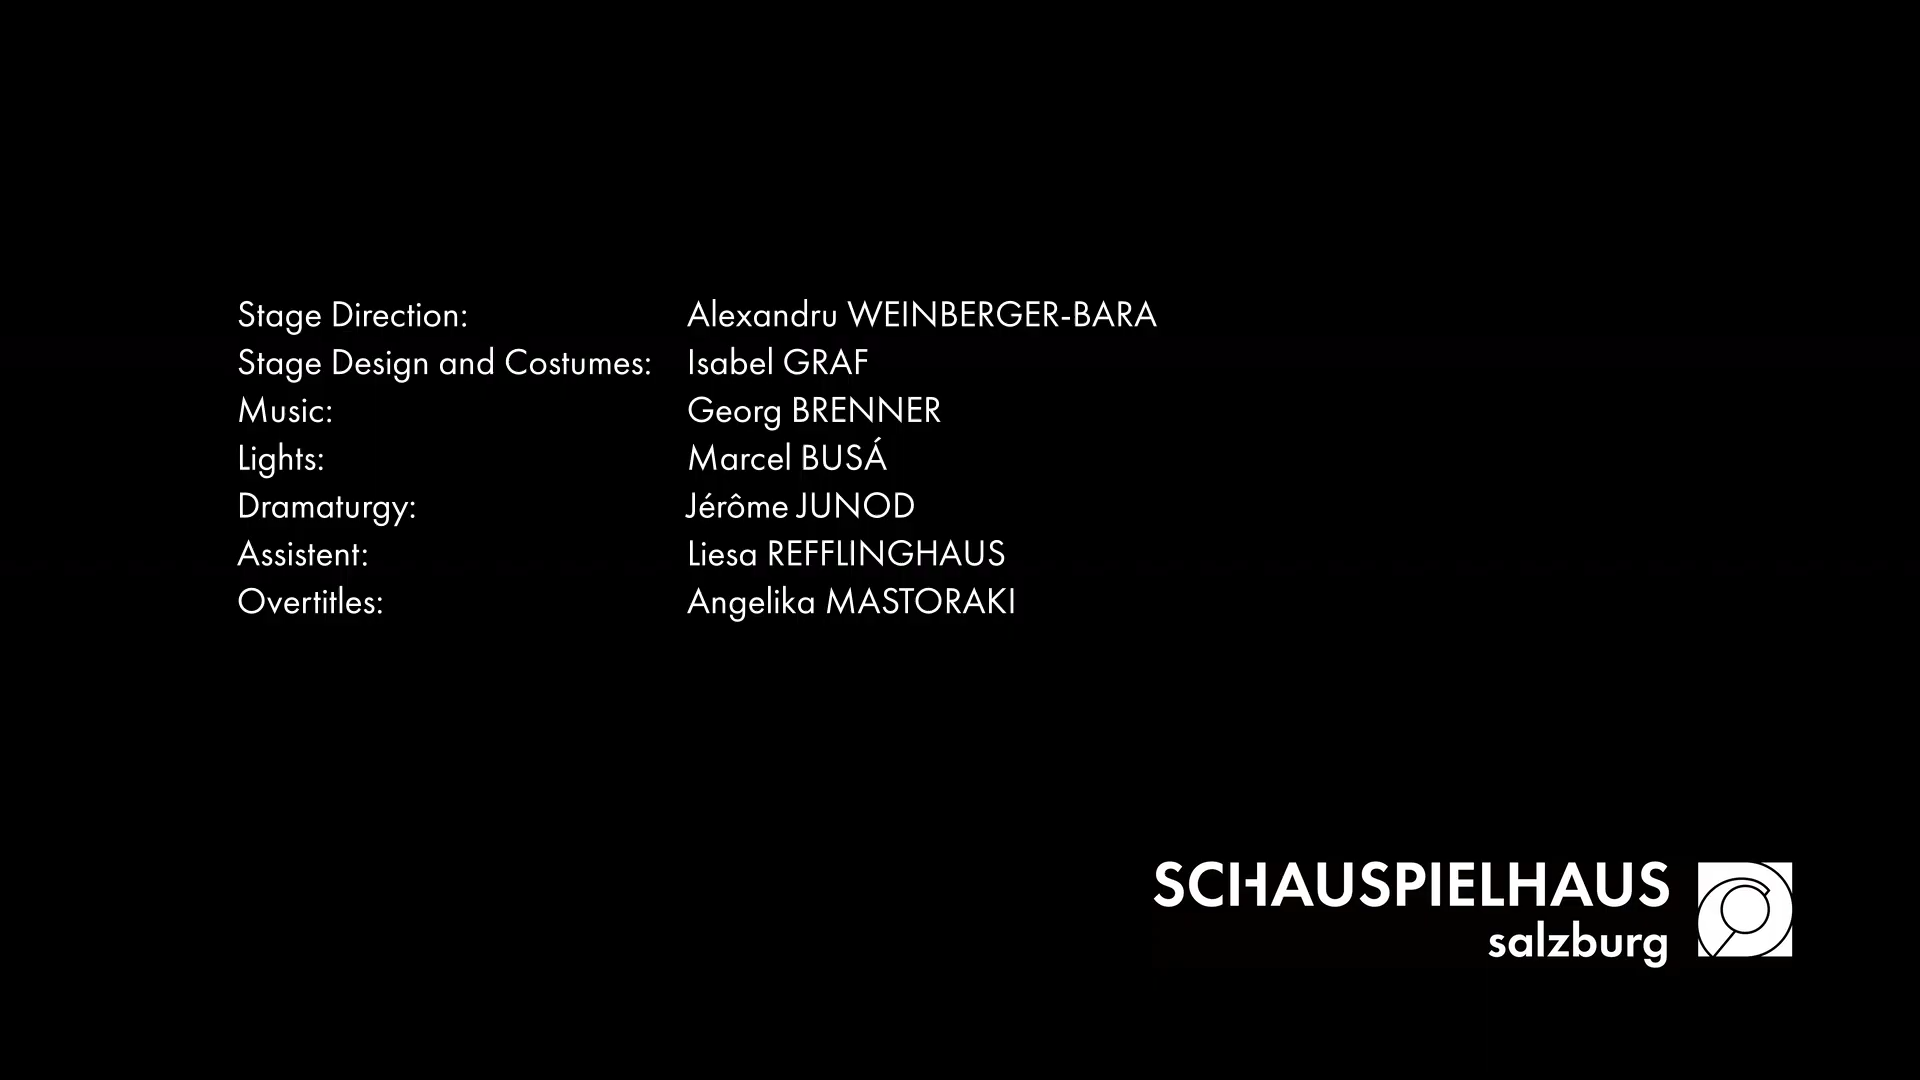 Stage Direction: Alexandru WEINBERGER-BARA
Stage Design and Costumes: Isabel GRAF
Music: Georg BRENNER
Lights: Marcel BUSÁ
Dramaturgy: Jérôme JUNOD
Assistent: Liesa REFFLINGHAUS
Overtitles: Angelika MASTORAKI
SCHAUSPIELHAUS
salzburg